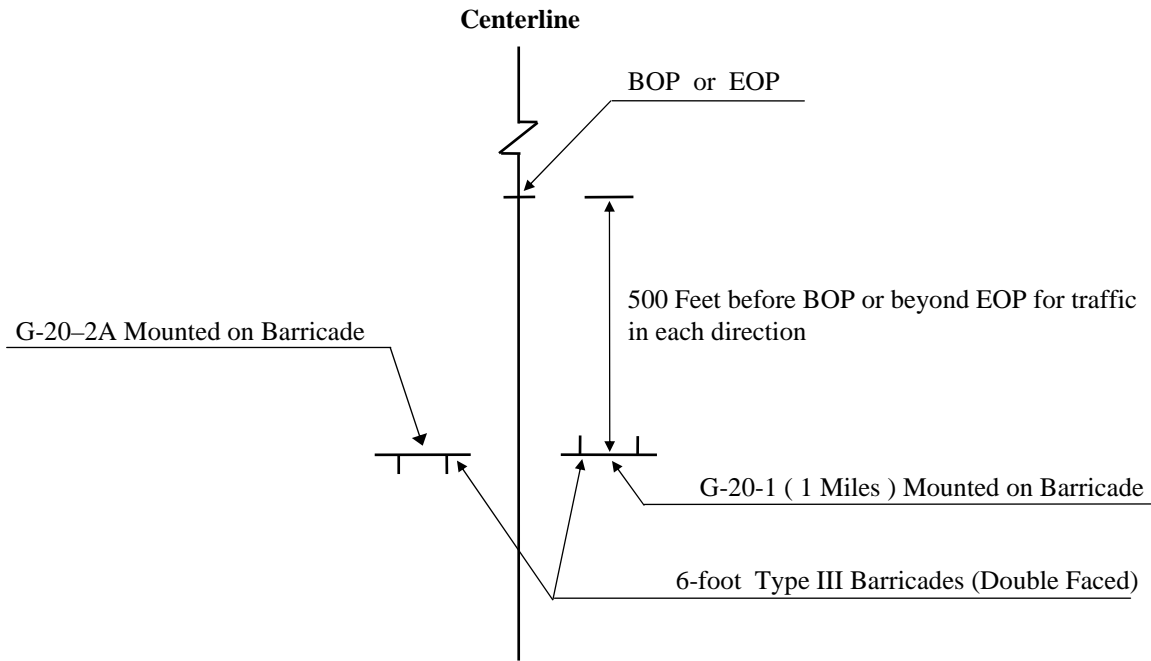 Centerline
BOP or EOP
500 Feet before BOP or beyond EOP for traffic
in each direction
G-20–2A Mounted on Barricade
G-20-1 ( 1 Miles ) Mounted on Barricade
6-foot Type III Barricades (Double Faced)